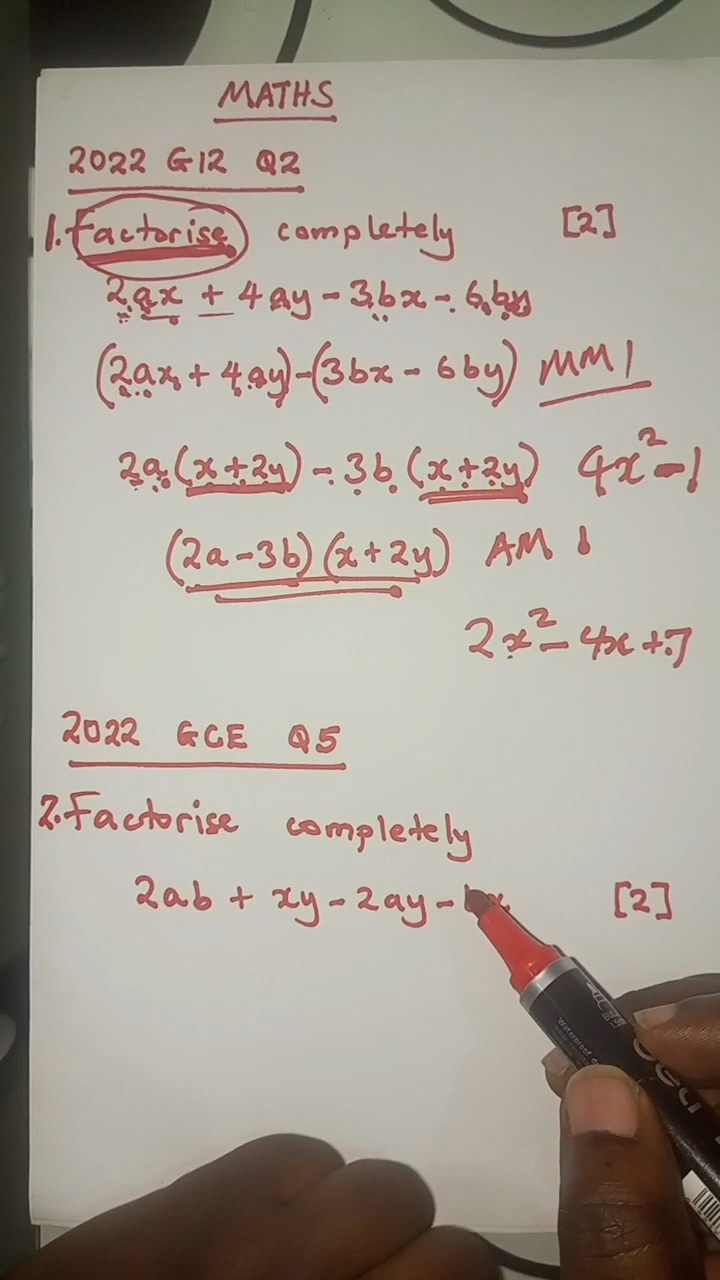 MATHS
2022 G12 Q2
1. Factorise completely [2]
2ax + 4ay - 3bx - 6by
(2ax + 4ay) - (3bx - 6by) MM1
2a(x+2y) - 3b(x+2y) 4x² - 1
(2a - 3b)(x + 2y) AM 1
2x² - 4x + 7
2022 GCE Q5
2. Factorise completely
2ab + xy - 2ay - x [2]
Waterproof
deli